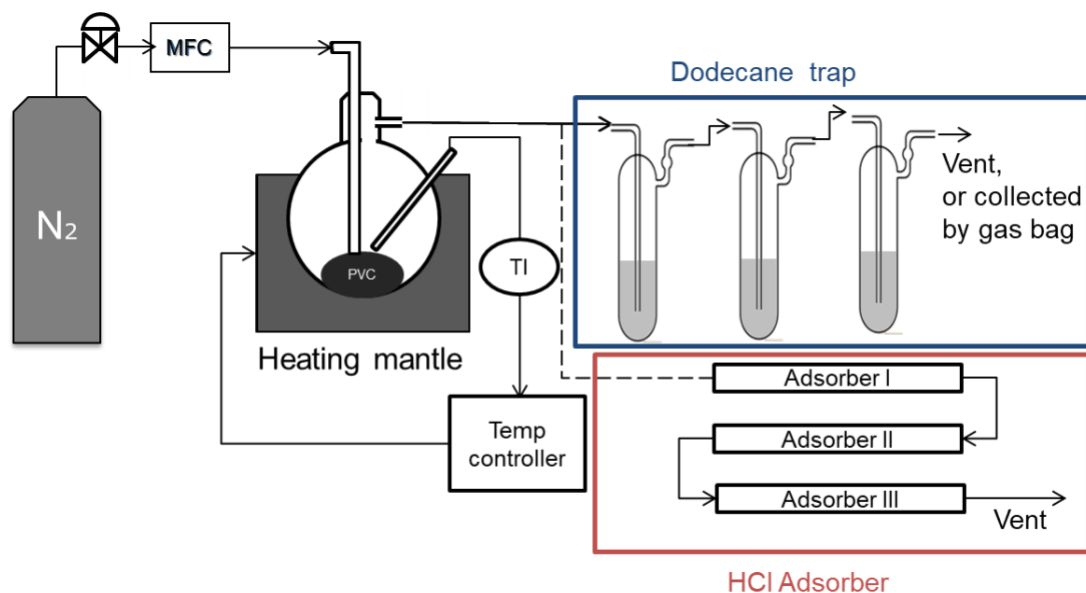 MFC
Dodecane trap
N2
Vent,
or collected
by gas bag
PVC
TI
Heating mantle
Adsorber I
Temp
controller
Adsorber II
Adsorber III
Vent
HCl Adsorber